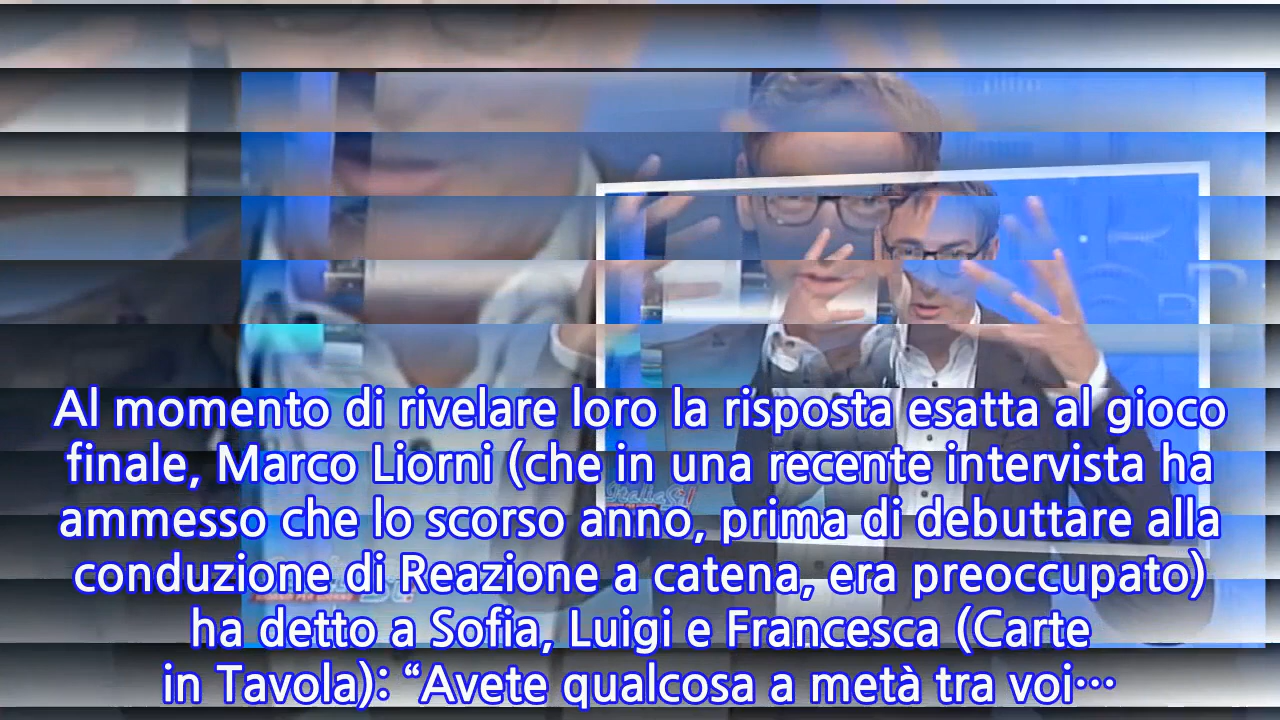 Al momento di rivelare loro la risposta esatta al gioco
finale, Marco Liorni (che in una recente intervista ha
ammesso che lo scorso anno, prima di debuttare alla
conduzione di Reazione a catena, era preoccupato)
ha detto a Sofia, Luigi e Francesca (Carte
in Tavola): “Avete qualcosa a metà tra voi…
ItaliaSì!